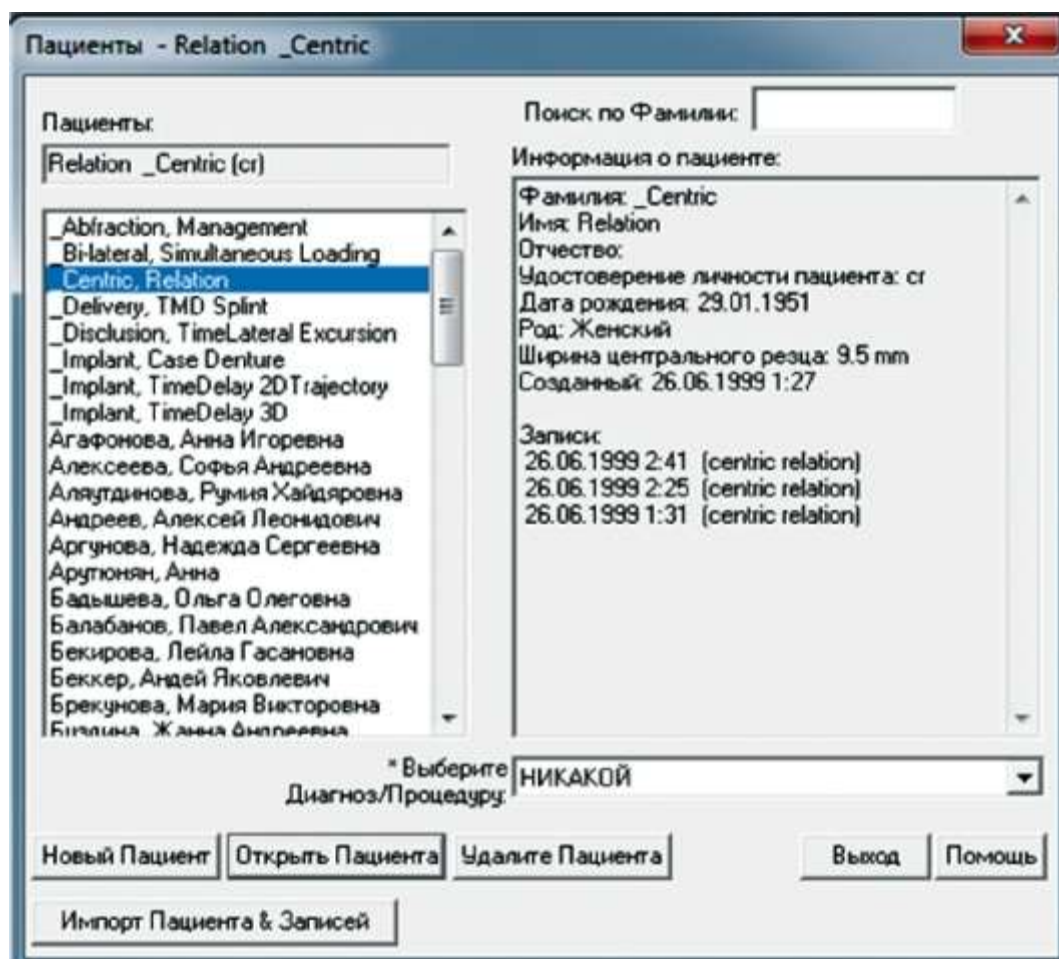 Пациенты - Relation _Centric
Пациенты:
Relation _Centric (cr)
_Abfraction, Management
_Bi-lateral, Simultaneous Loading
_Centric, Relation
_Delivery, TMD Splint
_Disclusion, TimeLateral Excursion
_Implant, Case Denture
_Implant, TimeDelay 2DTrajectory
_Implant, TimeDelay 3D
Агафонова, Анна Игоревна
Алексеева, Софья Андреевна
Аляутдинова, Румия Хайдяровна
Андреев, Алексей Леонидович
Аргунова, Надежда Сергеевна
Арутюнян, Анна
Бадышева, Ольга Олеговна
Балабанов, Павел Александрович
Бекирова, Лейла Гасановна
Беккер, Андей Яковлевич
Брекунова, Мария Викторовна
Жанна Андреевна
Поиск по Фамилии:
Информация о пациенте:
Фамилия: _Centric
Имя: Relation
Отчество:
Удостоверение личности пациента: cr
Дата рождения: 29.01.1951
Род: Женский
Ширина центрального резца: 9.5 mm
Созданный: 26.06.1999 1:27
Записи:
26.06.1999 2:41 (centric relation)
26.06.1999 2:25 (centric relation)
26.06.1999 1:31 (centric relation)
* Выберите
Диагноз/Процедуру:
НИКАКОЙ
Новый Пациент
Открыть Пациента
Удалите Пациента
Выход
Помощь
Импорт Пациента & Записей